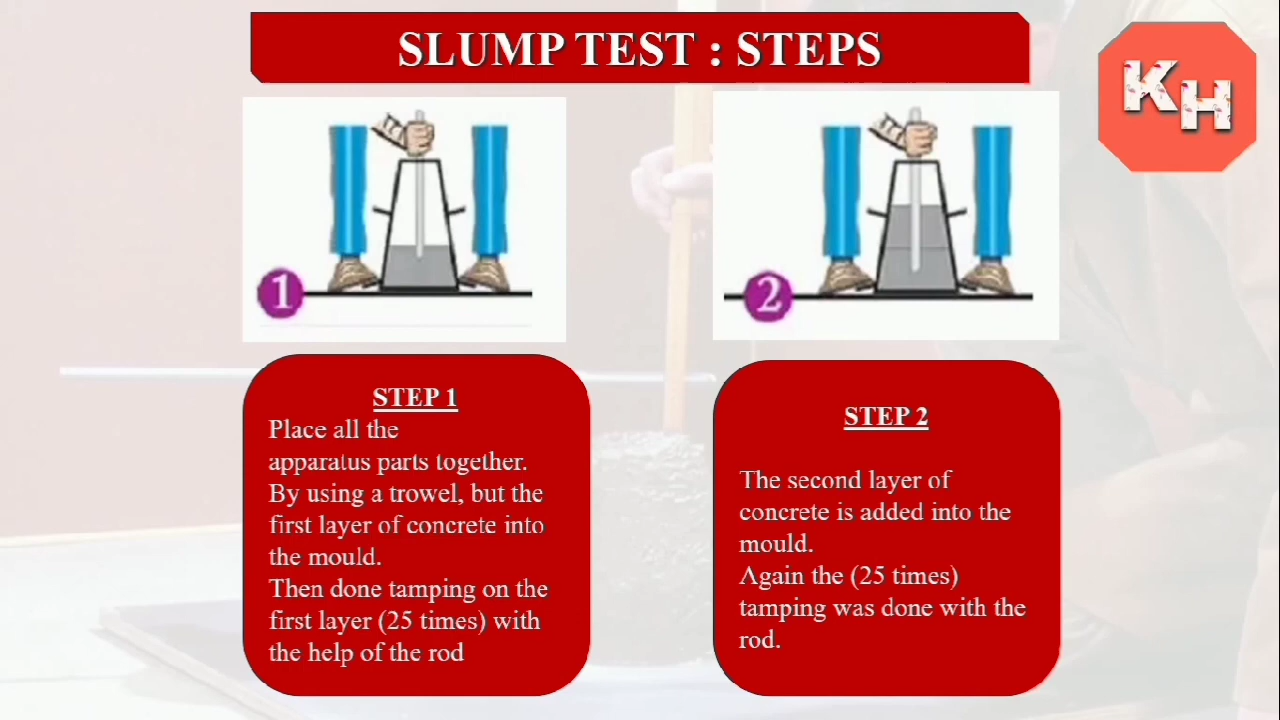 SLUMP TEST : STEPS
KH
1
2
STEP 1
Place all the
apparatus parts together.
By using a trowel, but the
first layer of concrete into
the mould.
Then done tamping on the
first layer (25 times) with
the help of the rod
STEP 2
The second layer of
concrete is added into the
mould.
Again the (25 times)
tamping was done with the
rod.